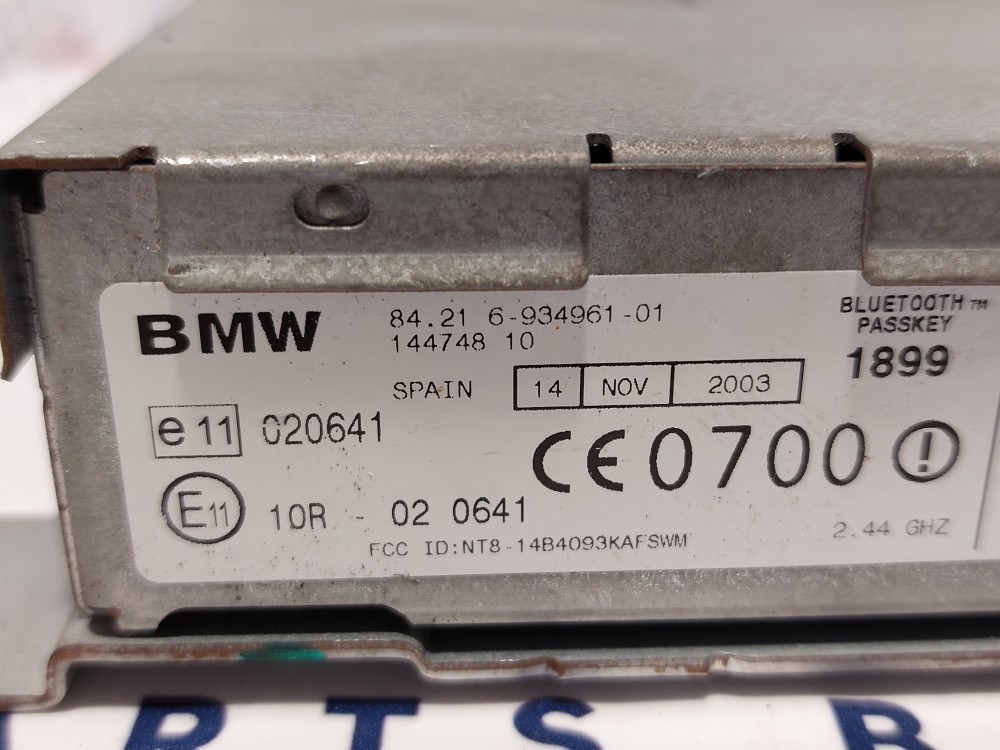 BMW
84.21 6-934961-01
144748 10
SPAIN 14 NOV 2003
BLUETOOTH™
PASSKEY
1899
e11 020641
CE0700
E11 10R - 02 0641
FCC ID:NT8-14B4093KAFSWM
2.44 GHZ